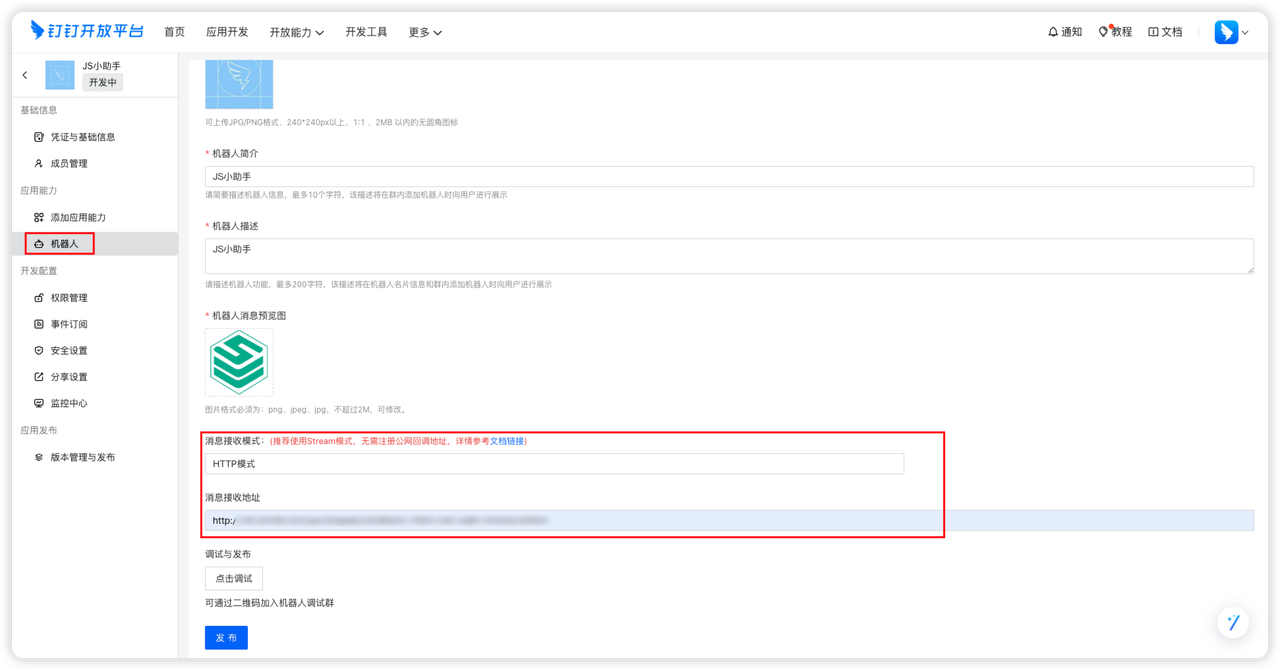 钉钉开放平台 首页 应用开发 开放能力 开发工具 更多 通知 教程 文档
JS小助手
开发中
基础信息
凭证与基础信息
成员管理
应用能力
添加应用能力
机器人
开发配置
权限管理
事件订阅
安全设置
分享设置
监控中心
应用发布
版本管理与发布
可上传JPG/PNG格式，240*240px以上，1:1 ，2MB 以内的无圆角图标
* 机器人简介
JS小助手
请简要描述机器人信息，最多10个字符，该描述将在群内添加机器人时向用户进行展示
* 机器人描述
JS小助手
请描述机器人功能，最多200字符，该描述将在机器人名片信息和群内添加机器人时向用户进行展示
* 机器人消息预览图
图片格式必须为：png、jpeg、jpg，不超过2M，可修改。
消息接收模式：(推荐使用Stream模式，无需注册公网回调地址，详情参考文档链接)
HTTP模式
消息接收地址
http:/
调试与发布
点击调试
可通过二维码加入机器人调试群
发 布